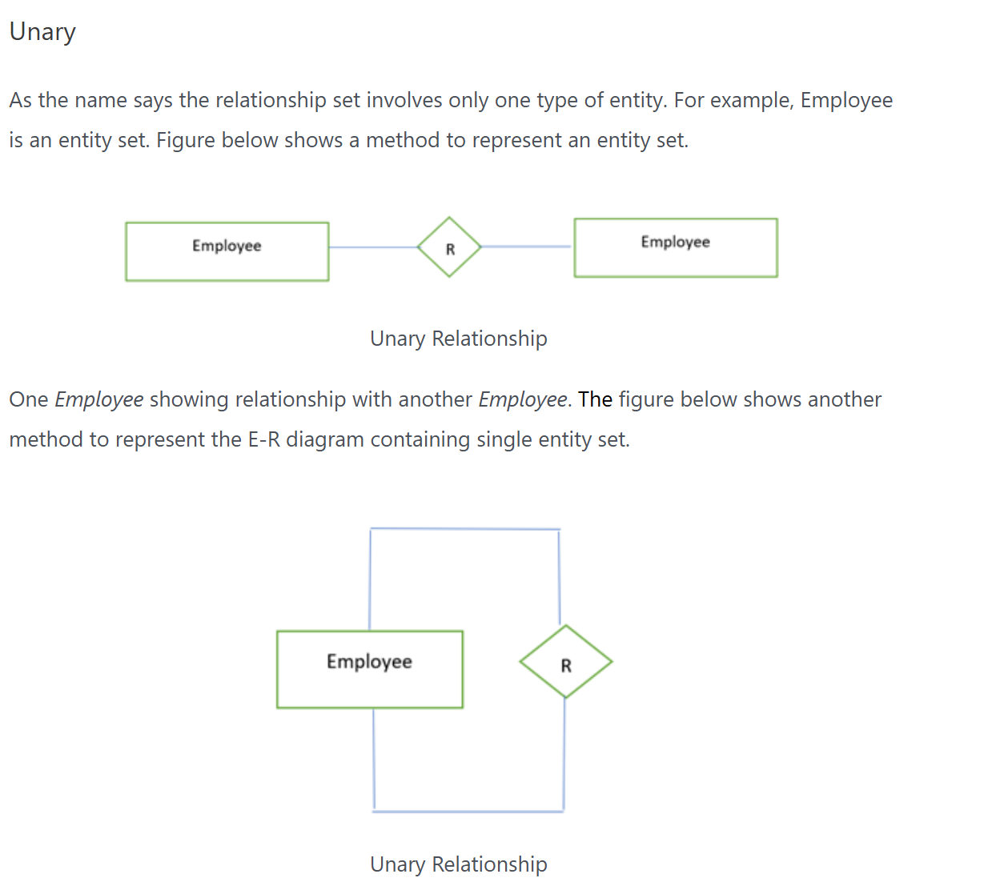 Unary
As the name says the relationship set involves only one type of entity. For example, Employee
is an entity set. Figure below shows a method to represent an entity set.
Employee
R
Employee
Unary Relationship
One Employee showing relationship with another Employee. The figure below shows another
method to represent the E-R diagram containing single entity set.
Employee
R
Unary Relationship